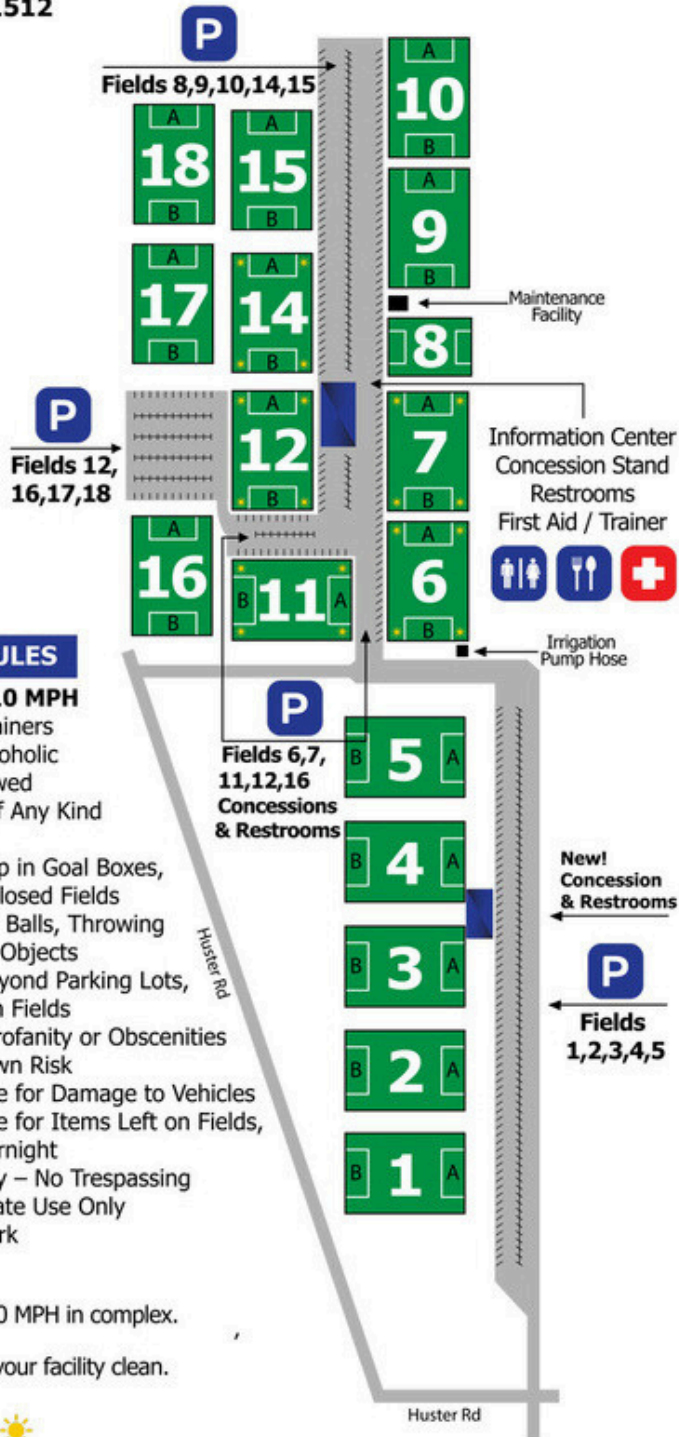 1512
P
Fields 8,9,10,14,15
A
10
B
A
18
B
A
15
B
A
9
B
A
17
B
A
14
B
Maintenance
Facility
8
P
Fields 12,
16,17,18
A
12
B
A
7
B
Information Center
Concession Stand
Restrooms
First Aid / Trainer
A
16
B
B 11 A
A
6
B
Irrigation
Pump Hose
ULES
10 MPH
ainers
oholic
wed
f Any Kind
p in Goal Boxes,
losed Fields
Balls, Throwing
Objects
yond Parking Lots,
n Fields
rofanity or Obscenities
wn Risk
e for Damage to Vehicles
e for Items Left on Fields,
rnight
y – No Trespassing
ate Use Only
rk
0 MPH in complex.
,
your facility clean.
P
Fields 6,7,
11,12,16
Concessions
& Restrooms
B 5 A
B 4 A
New!
Concession
& Restrooms
B 3 A
P
Fields
1,2,3,4,5
B 2 A
B 1 A
Huster Rd
Huster Rd